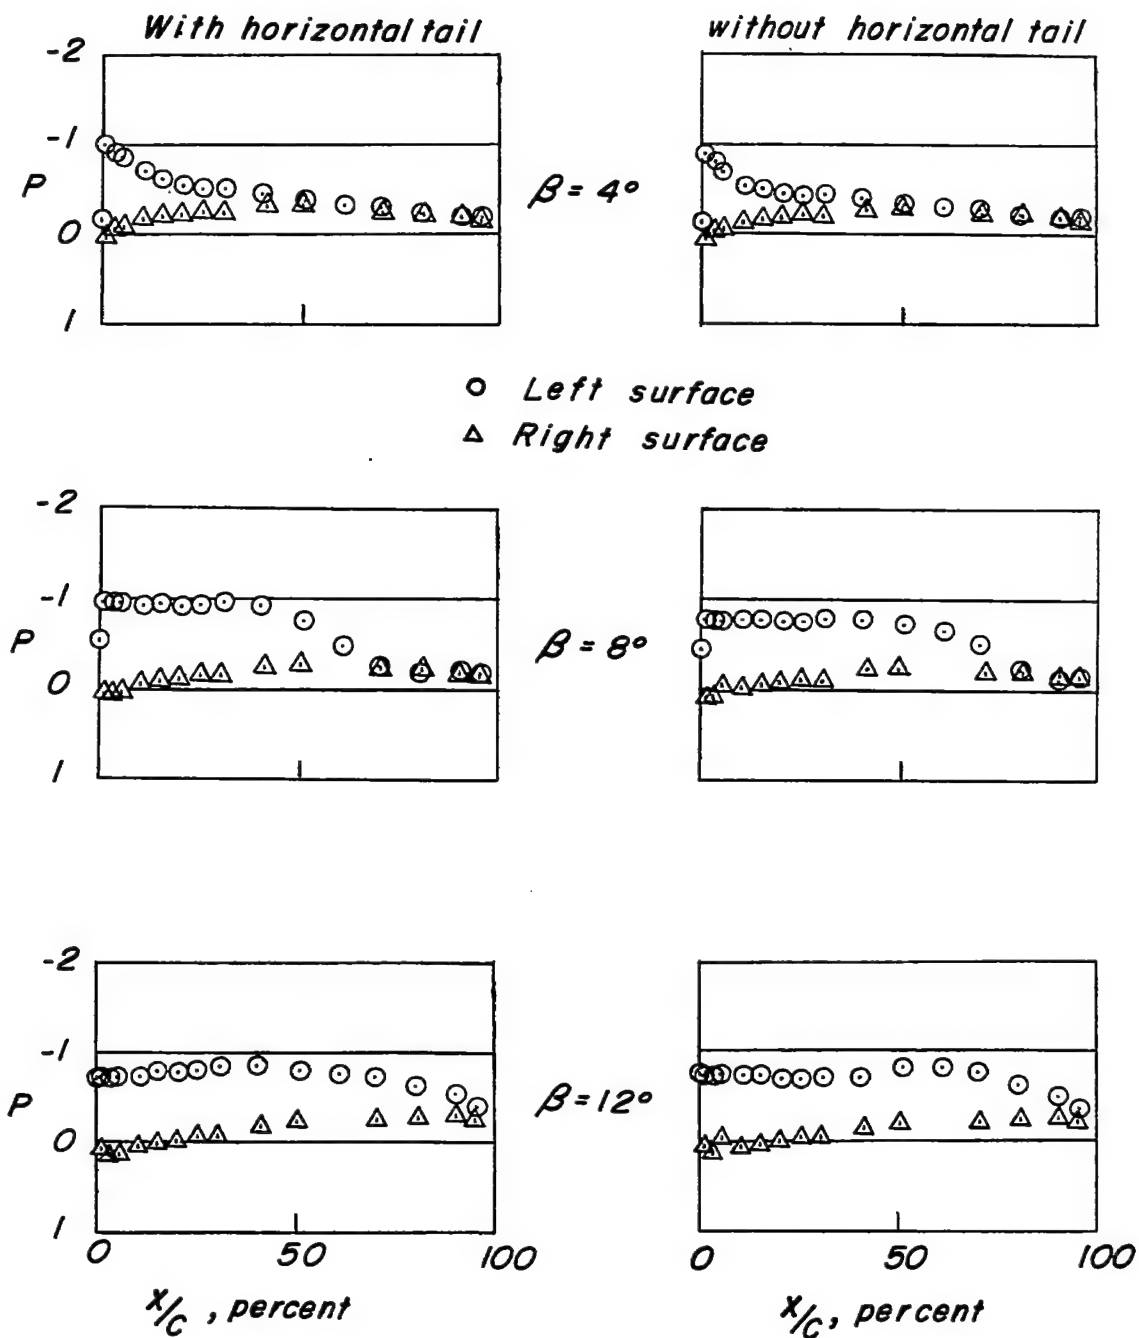 With horizontal tail
without horizontal tail
-2
-1
P
0
1
β = 4°
Left surface
Right surface
-2
-1
P
0
1
β = 8°
-2
-1
P
0
1
β = 12°
0
50
100
0
50
100
x/c , percent
x/c, percent